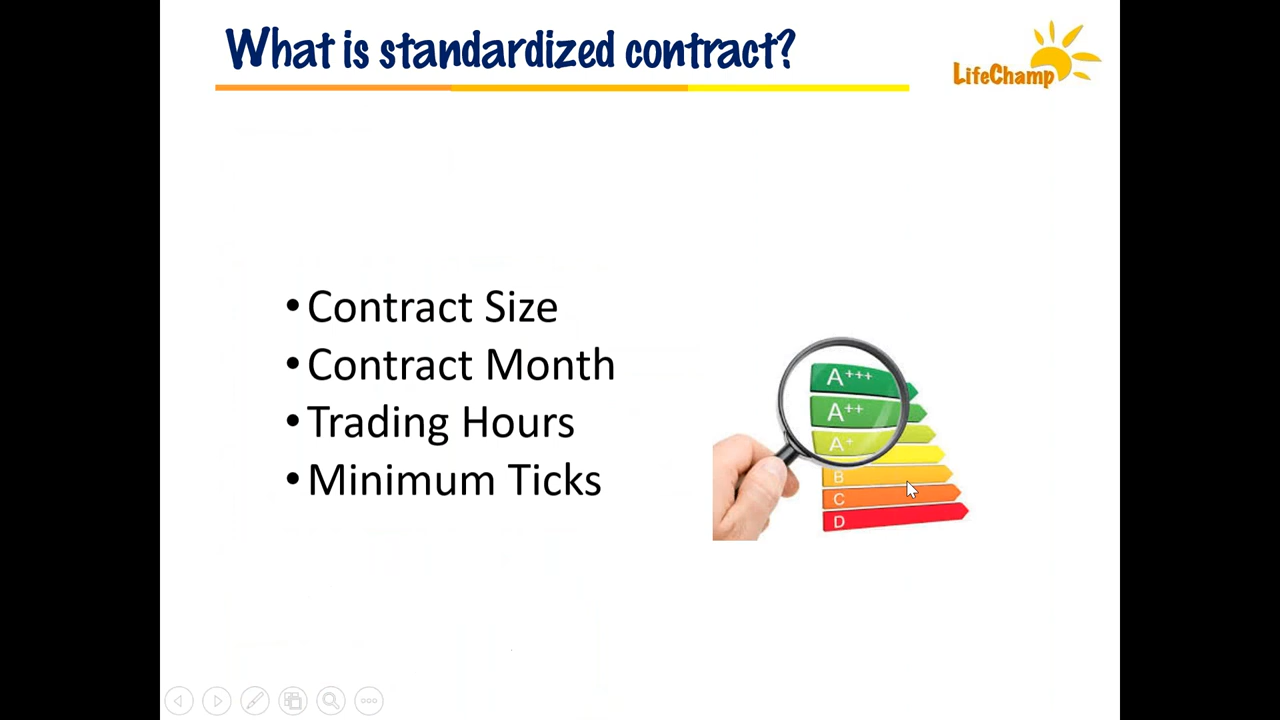 What is standardized contract?
LifeChamp
• Contract Size
• Contract Month
• Trading Hours
• Minimum Ticks
A+++
A++
A+
B
C
D